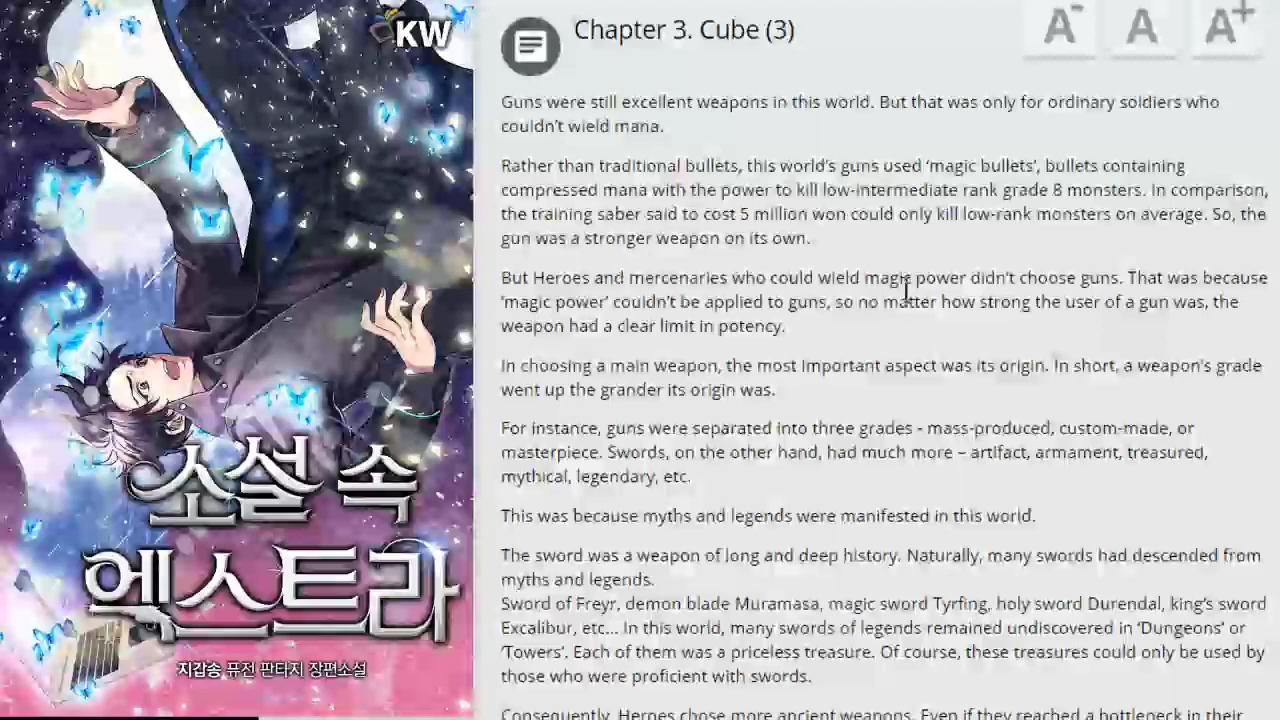 KW
소설 속
엑스트라
지갑송 퓨전 판타지 장편소설
Chapter 3. Cube (3)
A- A A+
Guns were still excellent weapons in this world. But that was only for ordinary soldiers who
couldn’t wield mana.
Rather than traditional bullets, this world’s guns used ‘magic bullets’, bullets containing
compressed mana with the power to kill low-intermediate rank grade 8 monsters. In comparison,
the training saber said to cost 5 million won could only kill low-rank monsters on average. So, the
gun was a stronger weapon on its own.
But Heroes and mercenaries who could wield magic power didn’t choose guns. That was because
‘magic power’ couldn’t be applied to guns, so no matter how strong the user of a gun was, the
weapon had a clear limit in potency.
In choosing a main weapon, the most important aspect was its origin. In short, a weapon’s grade
went up the grander its origin was.
For instance, guns were separated into three grades - mass-produced, custom-made, or
masterpiece. Swords, on the other hand, had much more – artifact, armament, treasured,
mythical, legendary, etc.
This was because myths and legends were manifested in this world.
The sword was a weapon of long and deep history. Naturally, many swords had descended from
myths and legends.
Sword of Freyr, demon blade Muramasa, magic sword Tyrfing, holy sword Durendal, king’s sword
Excalibur, etc... In this world, many swords of legends remained undiscovered in ‘Dungeons’ or
‘Towers’. Each of them was a priceless treasure. Of course, these treasures could only be used by
those who were proficient with swords.
Consequently, Heroes chose more ancient weapons. Even if they reached a bottleneck in their